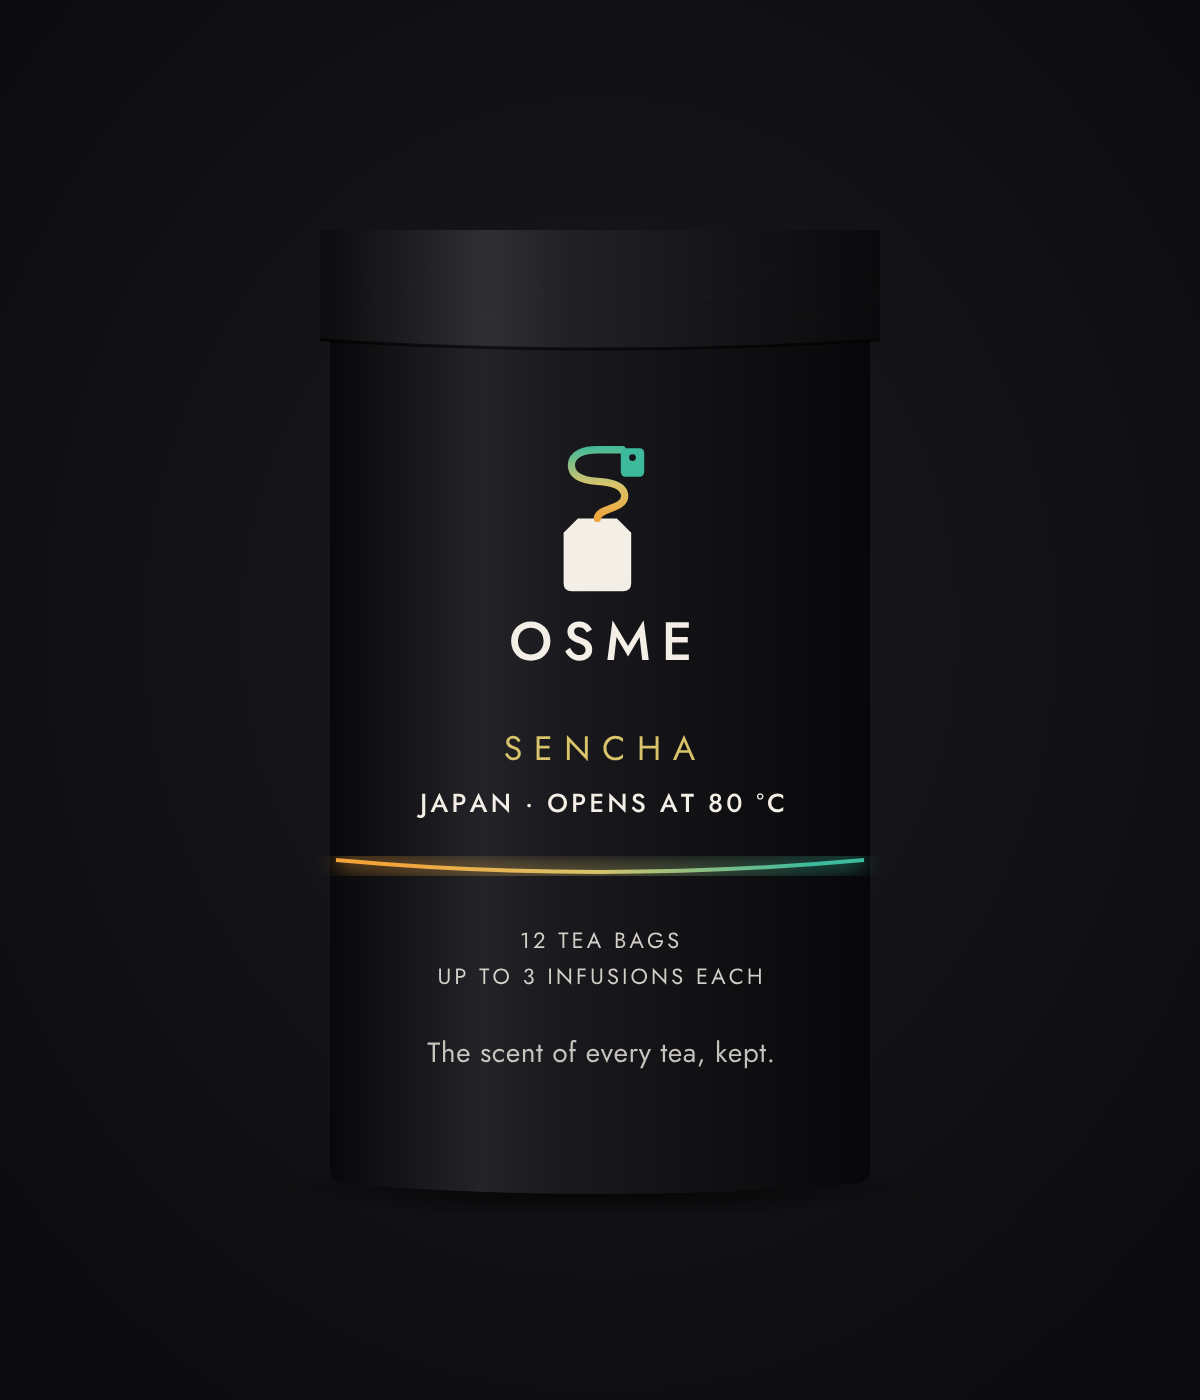 OSME
SENCHA
JAPAN · OPENS AT 80 °C
12 TEA BAGS
UP TO 3 INFUSIONS EACH
The scent of every tea, kept.